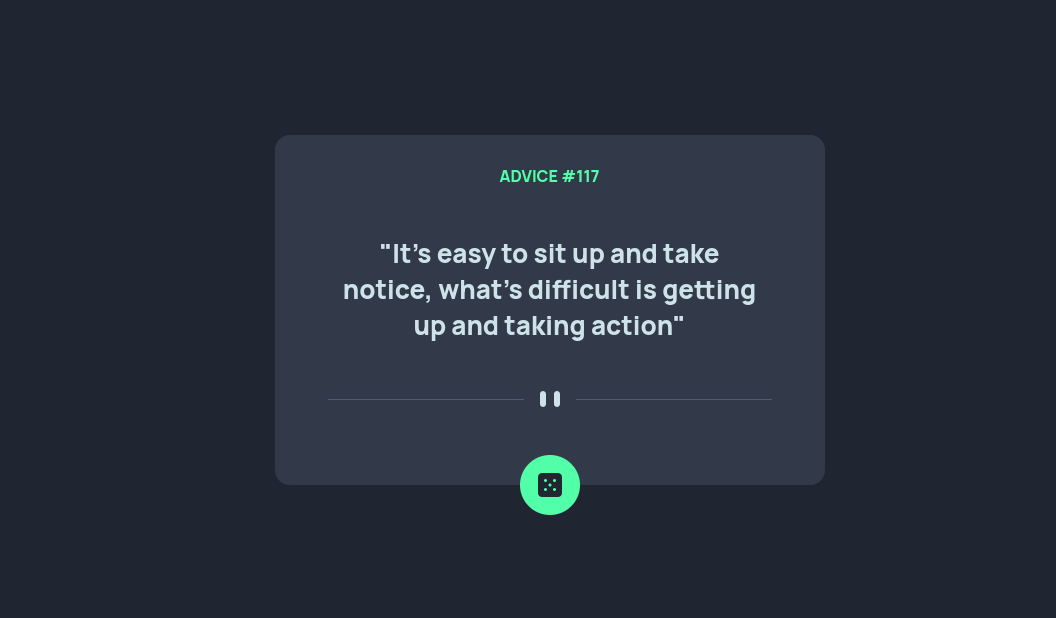 ADVICE #117
"It’s easy to sit up and take
notice, what’s difficult is getting
up and taking action"